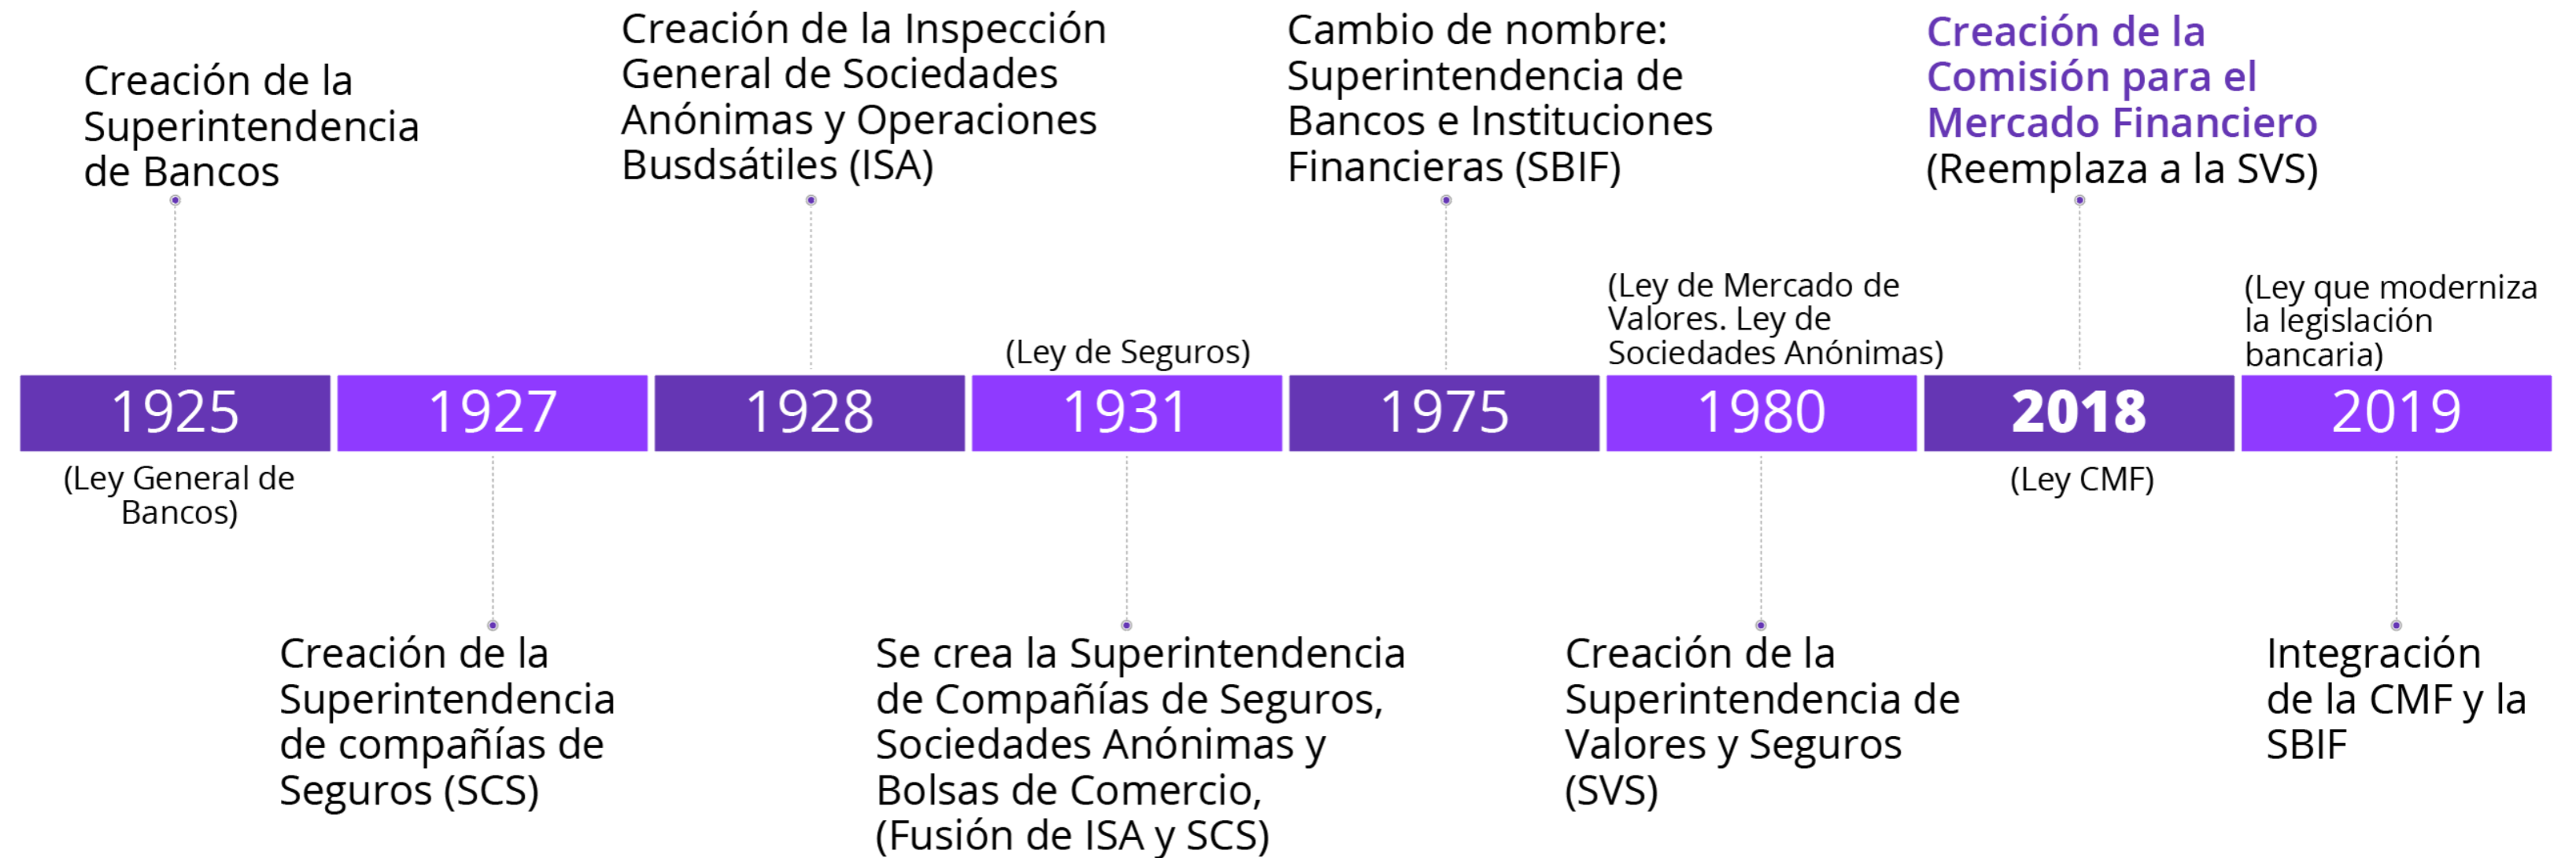 Creación de la
Superintendencia
de Bancos
1925
(Ley General de
Bancos)
1927
Creación de la
Superintendencia
de compañías de
Seguros (SCS)
Creación de la Inspección
General de Sociedades
Anónimas y Operaciones
Busdsátiles (ISA)
1928
(Ley de Seguros)
1931
Se crea la Superintendencia
de Compañías de Seguros,
Sociedades Anónimas y
Bolsas de Comercio,
(Fusión de ISA y SCS)
Cambio de nombre:
Superintendencia de
Bancos e Instituciones
Financieras (SBIF)
1975
(Ley de Mercado de
Valores. Ley de
Sociedades Anónimas)
1980
Creación de la
Superintendencia de
Valores y Seguros
(SVS)
Creación de la
Comisión para el
Mercado Financiero
(Reemplaza a la SVS)
2018
(Ley CMF)
(Ley que moderniza
la legislación
bancaria)
2019
Integración
de la CMF y la
SBIF